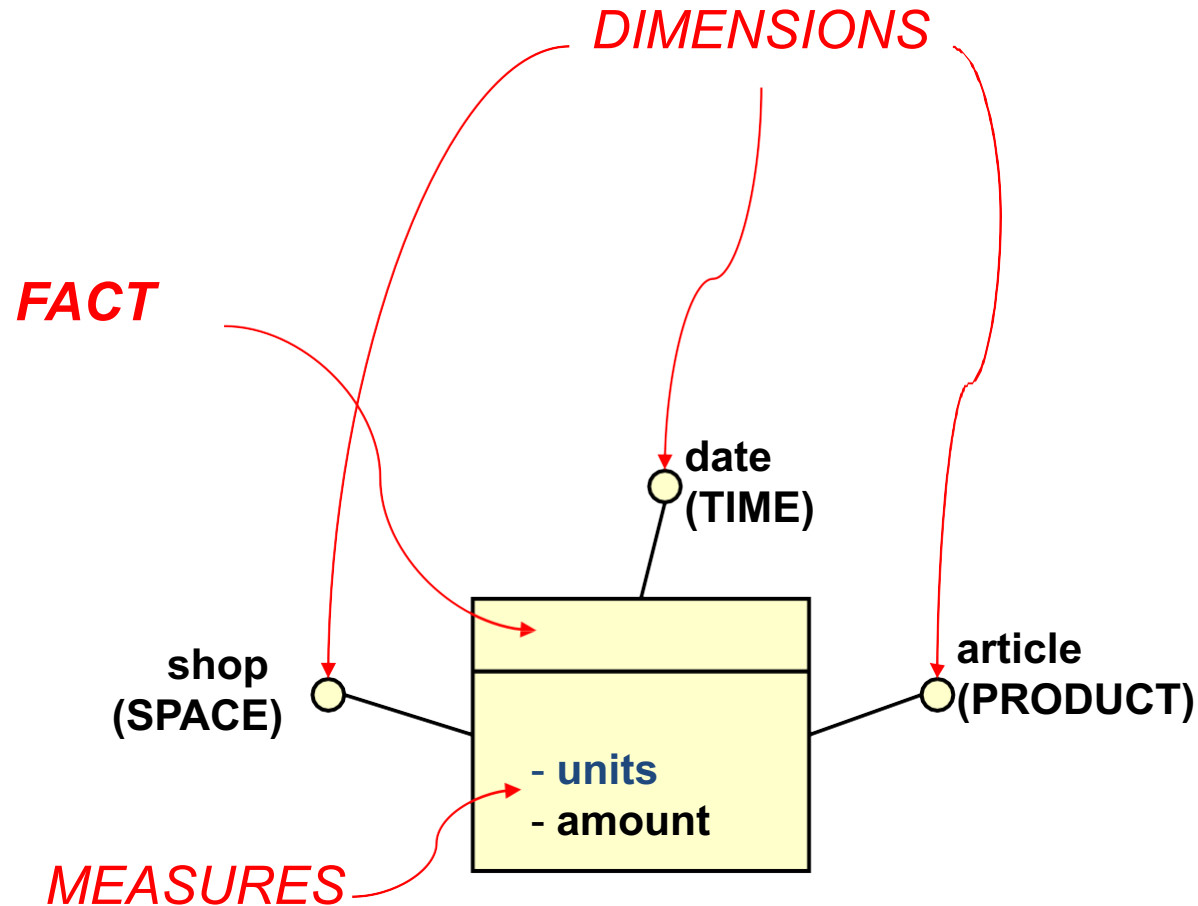 DIMENSIONS
FACT
date
(TIME)
shop
(SPACE)
article
(PRODUCT)
- units
- amount
MEASURES